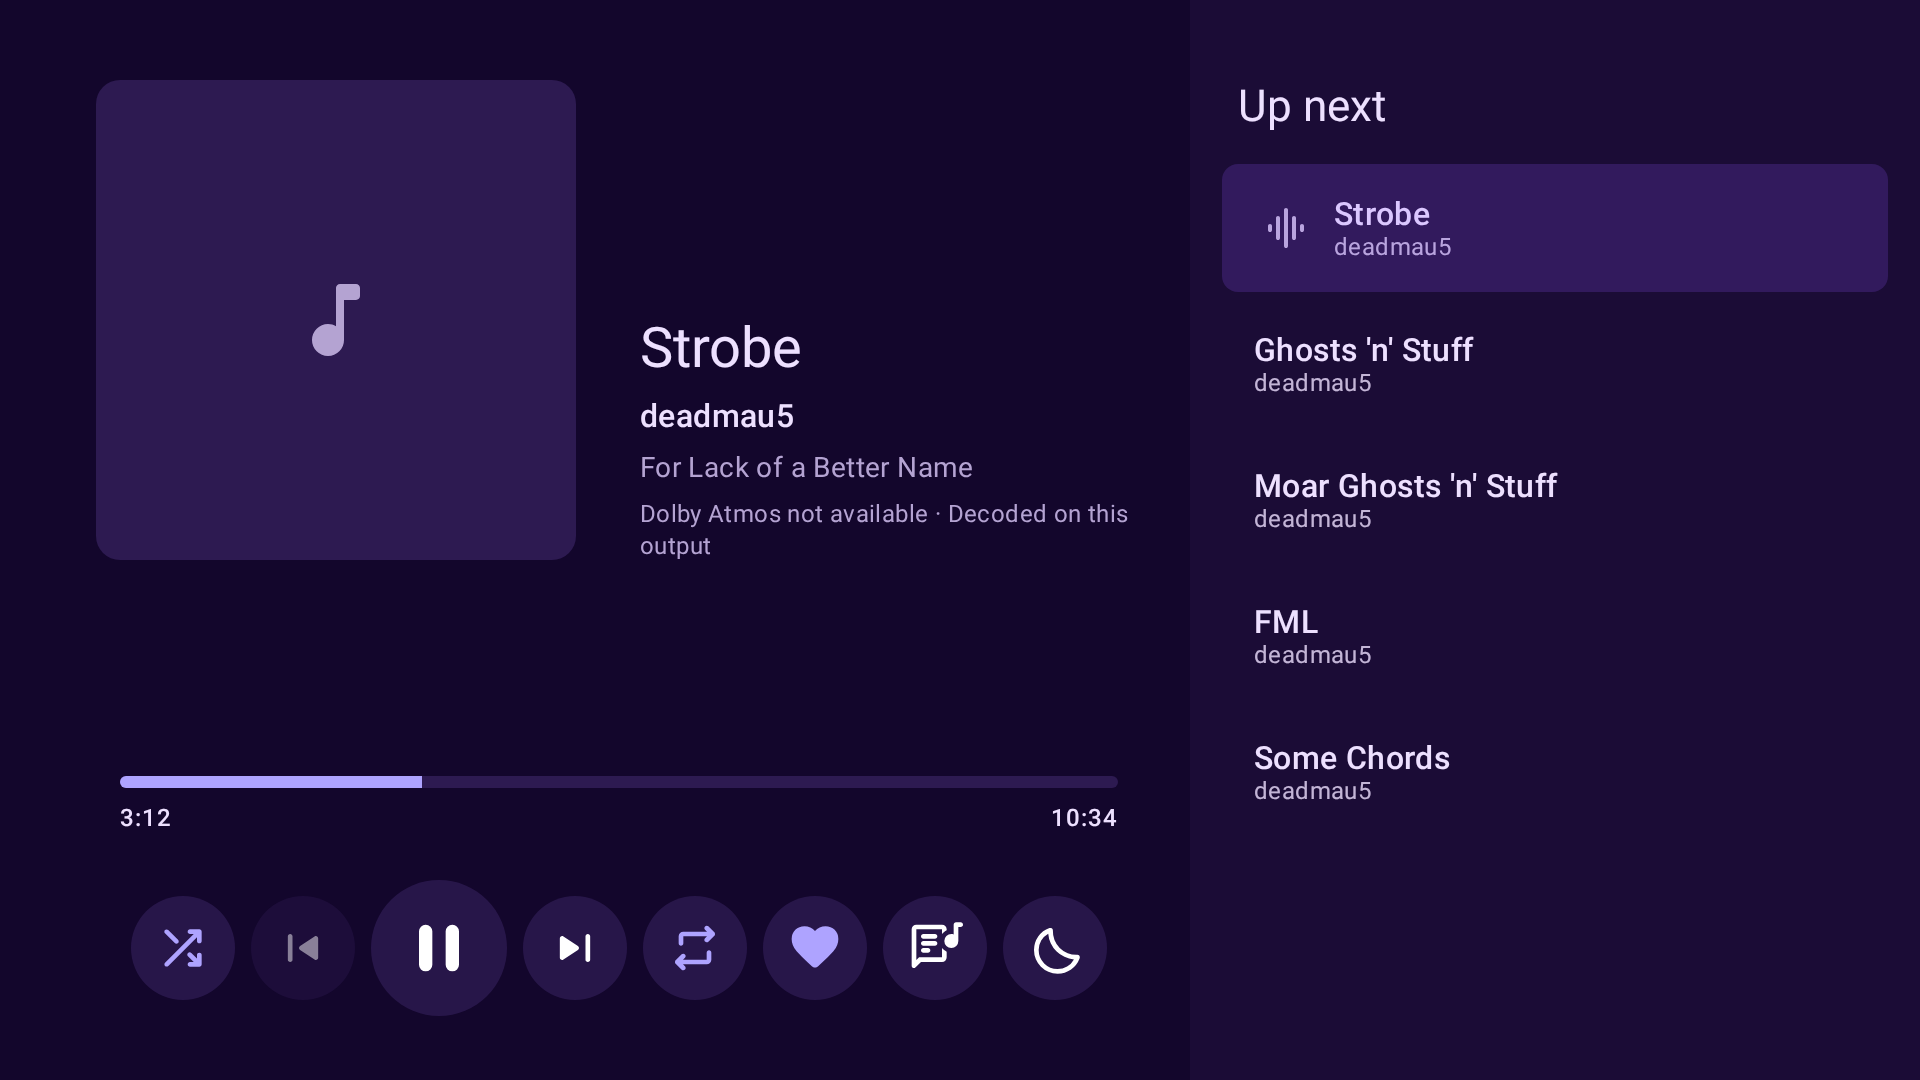 Strobe
deadmau5
For Lack of a Better Name
Dolby Atmos not available · Decoded on this
output
3:12
10:34
Up next
Strobe
deadmau5
Ghosts 'n' Stuff
deadmau5
Moar Ghosts 'n' Stuff
deadmau5
FML
deadmau5
Some Chords
deadmau5